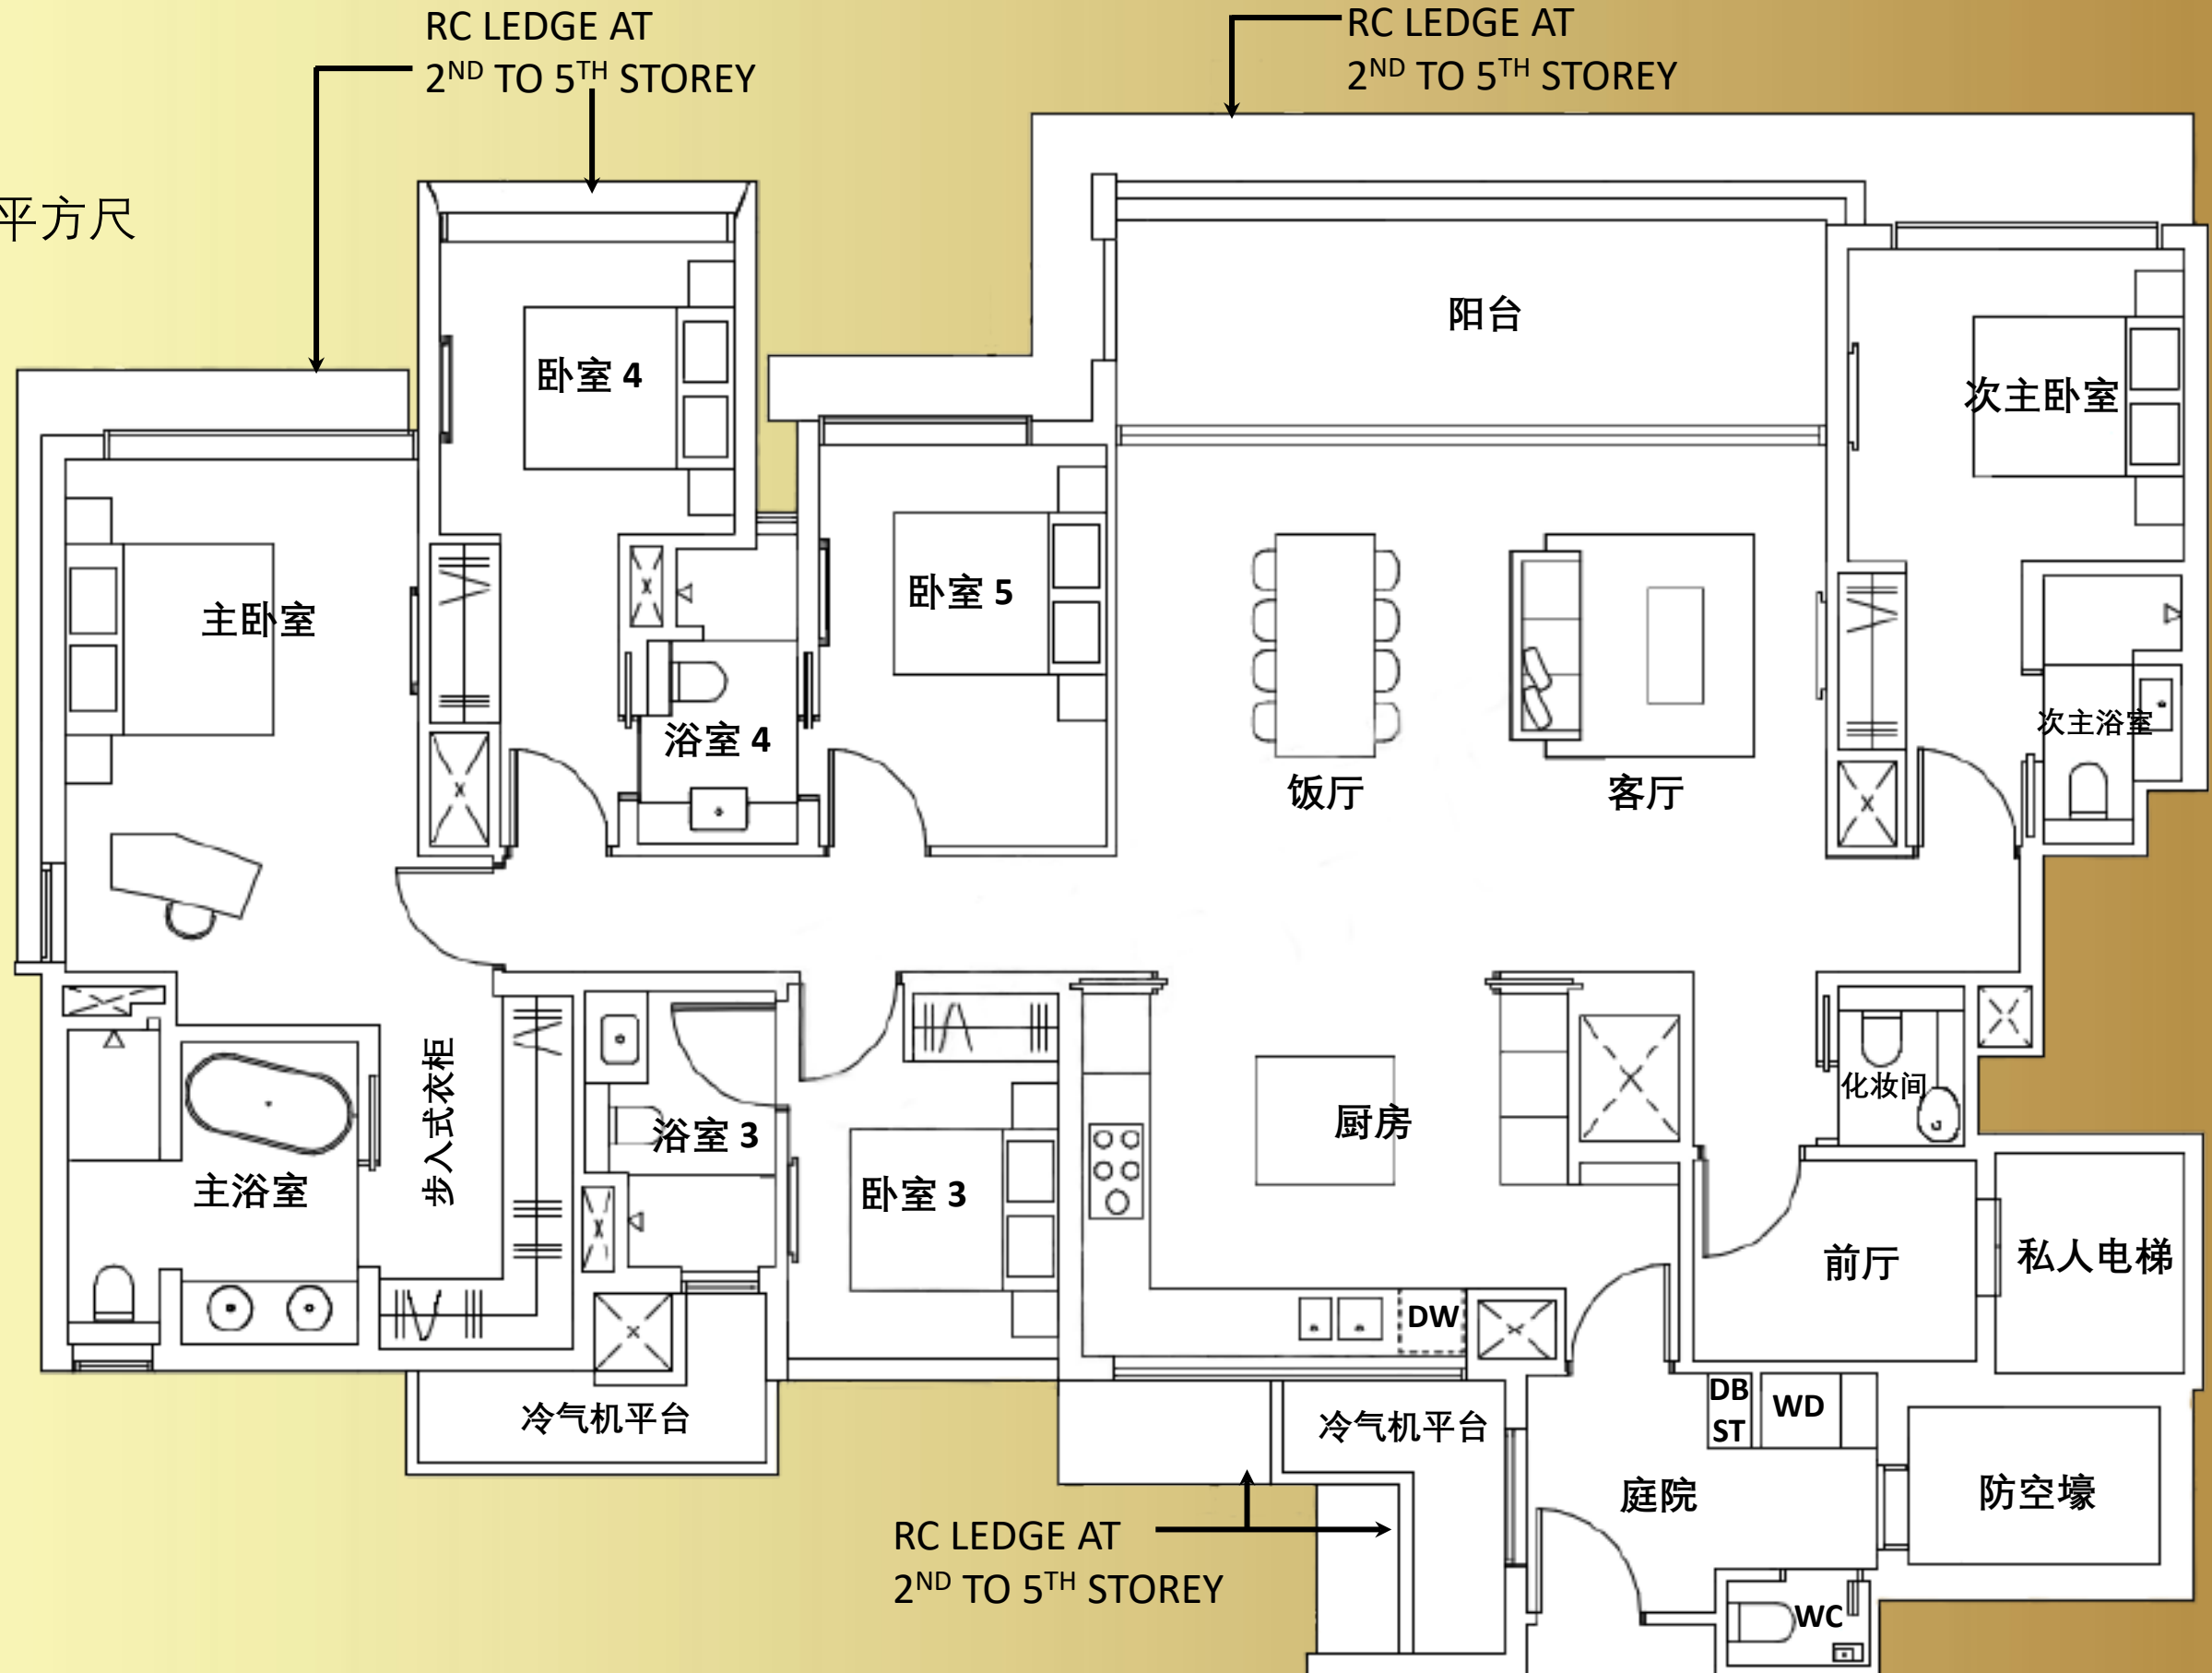 RC LEDGE AT
2ND TO 5TH STOREY
RC LEDGE AT
2ND TO 5TH STOREY
平方尺
阳台
卧室 4
次主卧室
卧室 5
主卧室
浴室 4
次主浴室
饭厅
客厅
步入式衣柜
化妆间
浴室 3
厨房
主浴室
卧室 3
前厅
私人电梯
DW
冷气机平台
冷气机平台
DB
ST
WD
庭院
防空壕
RC LEDGE AT
2ND TO 5TH STOREY
WC